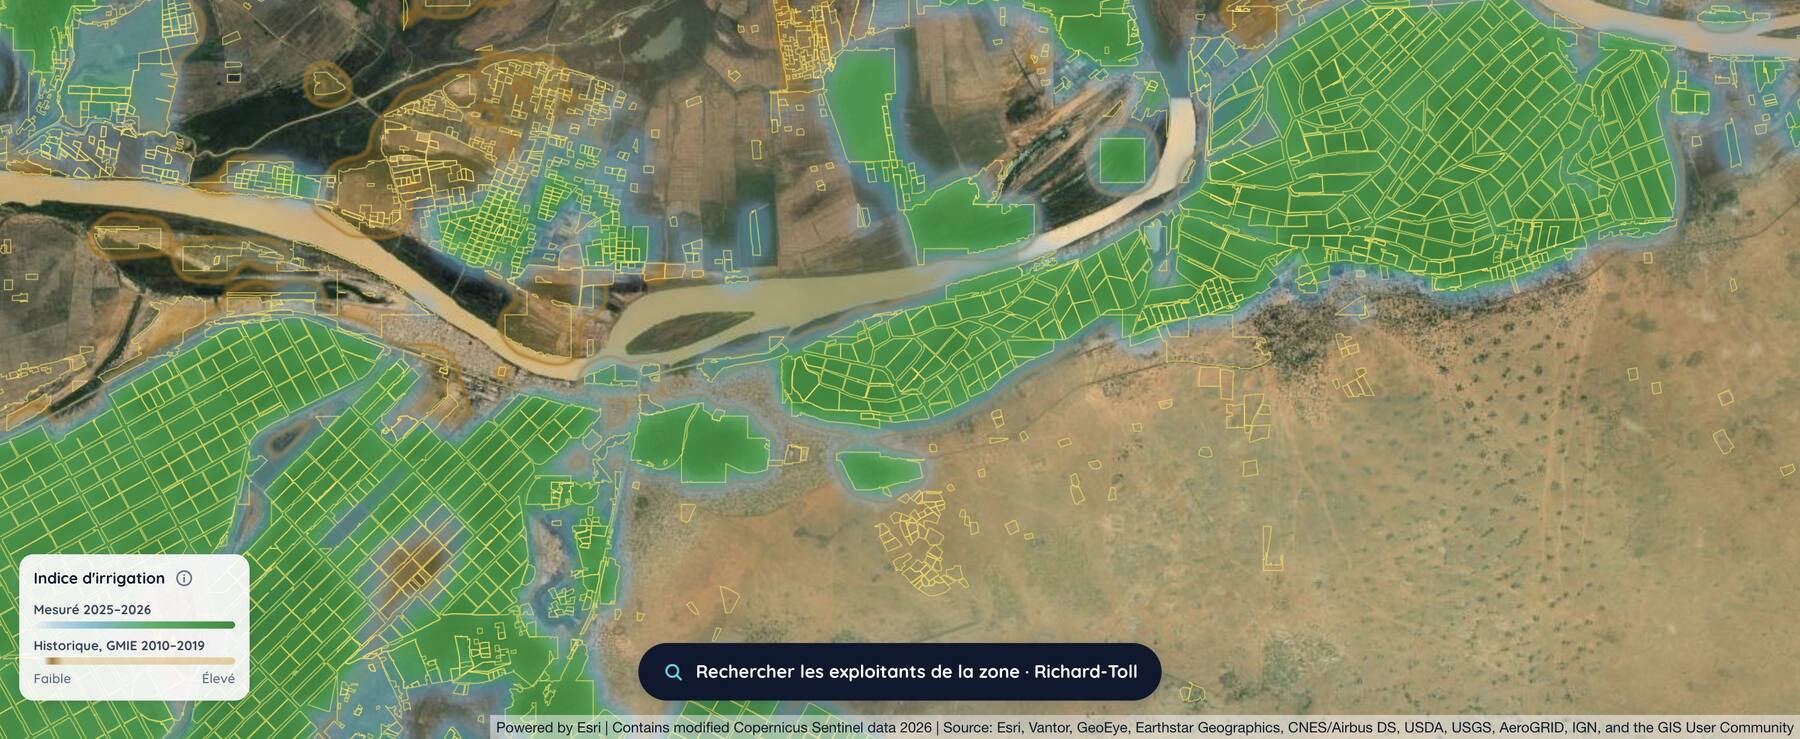 Indice d'irrigation
Mesuré 2025–2026
Historique, GMIE 2010–2019
Faible Élevé
Rechercher les exploitants de la zone · Richard-Toll
Powered by Esri | Contains modified Copernicus Sentinel data 2026 | Source: Esri, Vantor, GeoEye, Earthstar Geographics, CNES/Airbus DS, USDA, USGS, AeroGRID, IGN, and the GIS User Community